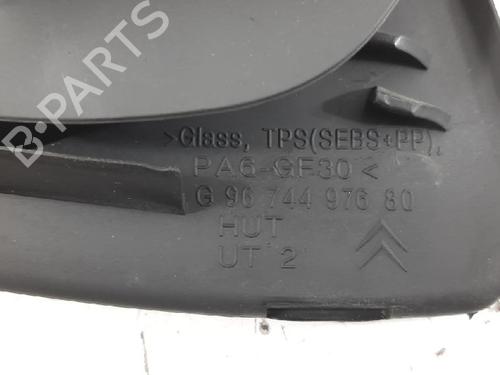 B-PARTS
>Glass, TPS(SEBS+PP),
PA6-GF30<
G 96 744 976 80
HUT
UT 2